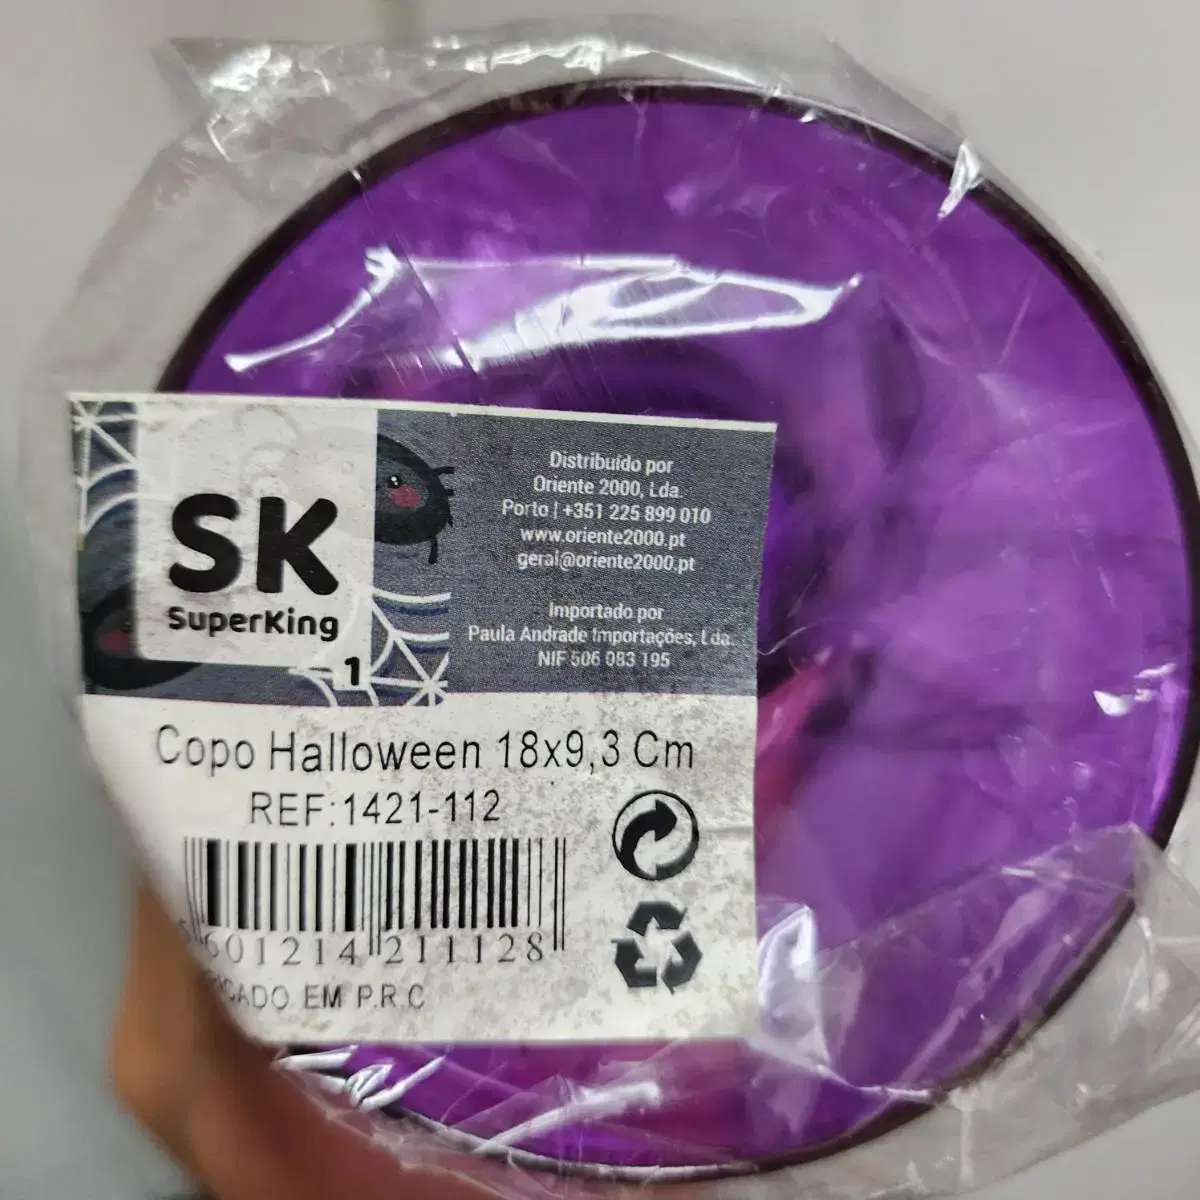 SK
SuperKing
1
Distribuído por
Oriente 2000, Lda.
Porto | +351 225 899 010
www.oriente2000.pt
geral@oriente2000.pt
Importado por
Paula Andrade Importações, Lda.
NIF 506 083 195
Copo Halloween 18x9,3 Cm
REF:1421-112
5 601214 211128
CADO EM P.R.C